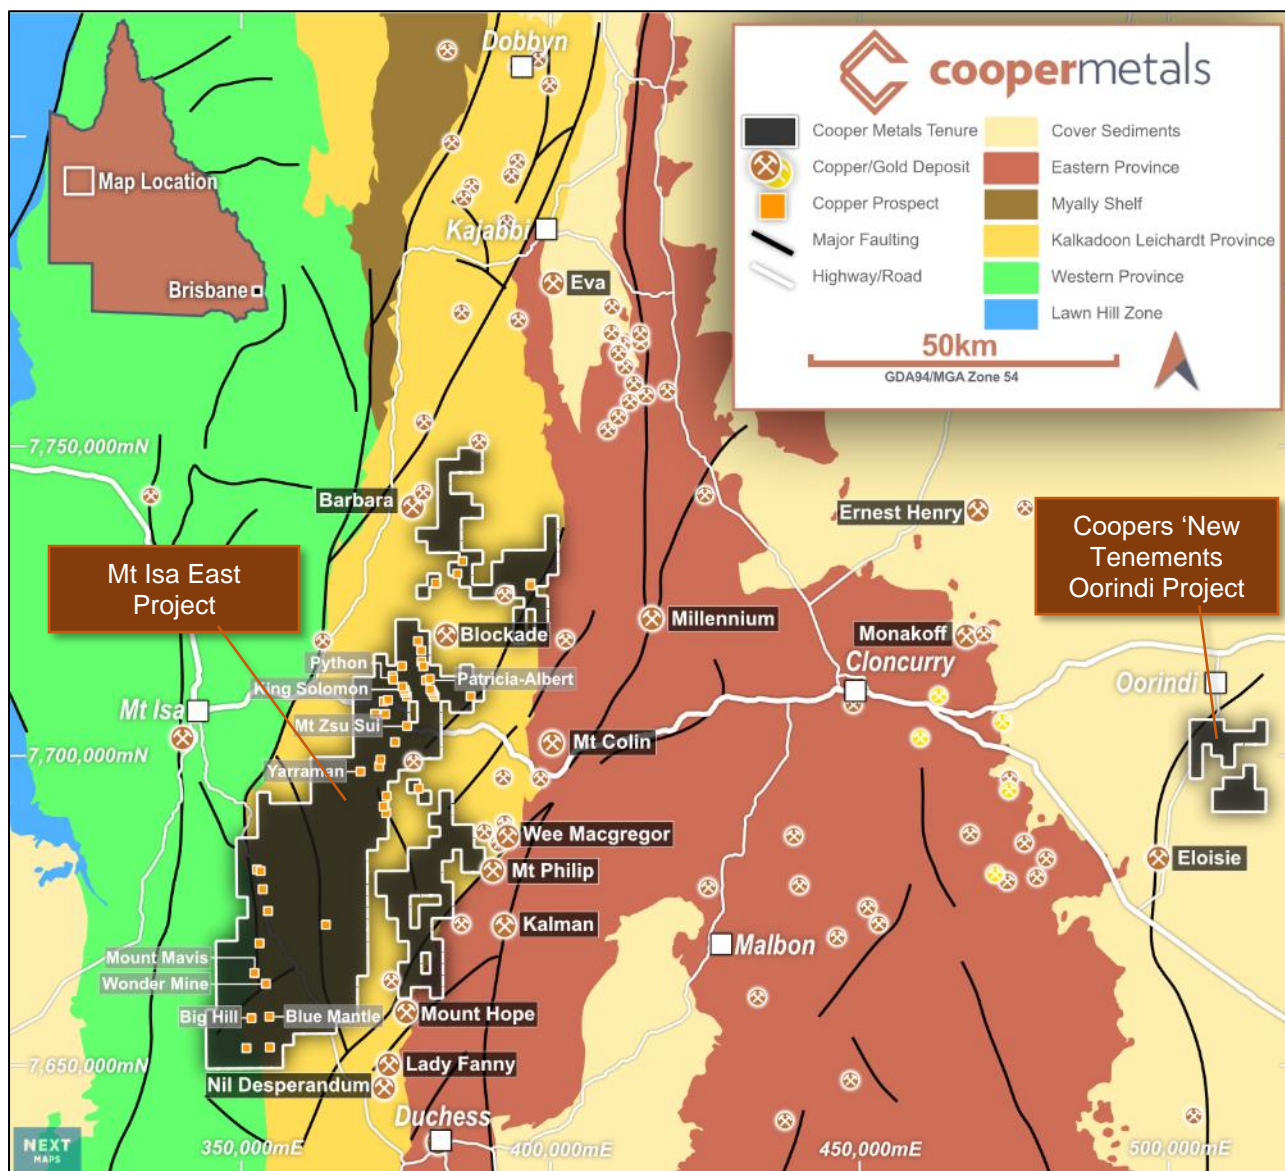 Dobbyn
coopermetals
Cooper Metals Tenure
Copper/Gold Deposit
Copper Prospect
Major Faulting
Highway/Road
Cover Sediments
Eastern Province
Myally Shelf
Kalkadoon Leichardt Province
Western Province
Lawn Hill Zone
50km
GDA94/MGA Zone 54
Map Location
Brisbane
Kajabbi
Eva
7,750,000mN
Barbara
Ernest Henry
Coopers ‘New
Tenements
Oorindi Project
Mt Isa East
Project
Millennium
Blockade
Monakoff
Python
Patricia-Albert
Cloncurry
Oorindi
King Solomon
Mt Isa
Mt Zsu Sui
Mt Colin
7,700,000mN
Yarraman
Wee Macgregor
Mt Philip
Eloisie
Kalman
Malbon
Mount Mavis
Wonder Mine
Big Hill
Blue Mantle
Mount Hope
7,650,000mN
Lady Fanny
Nil Desperandum
Duchess
350,000mE
400,000mE
450,000mE
500,000mE
NEXT
MAPS